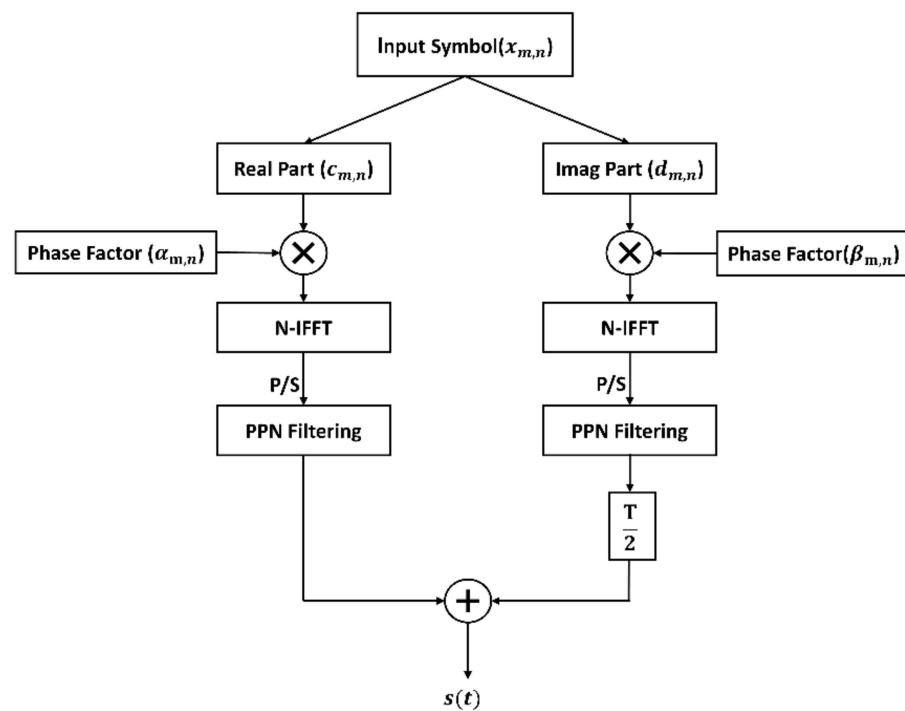 Input Symbol(x_{m,n})
Real Part (c_{m,n})
Imag Part (d_{m,n})
Phase Factor (α_{m,n})
×
×
Phase Factor(β_{m,n})
N-IFFT
N-IFFT
P/S
P/S
PPN Filtering
PPN Filtering
T
2
+
s(t)